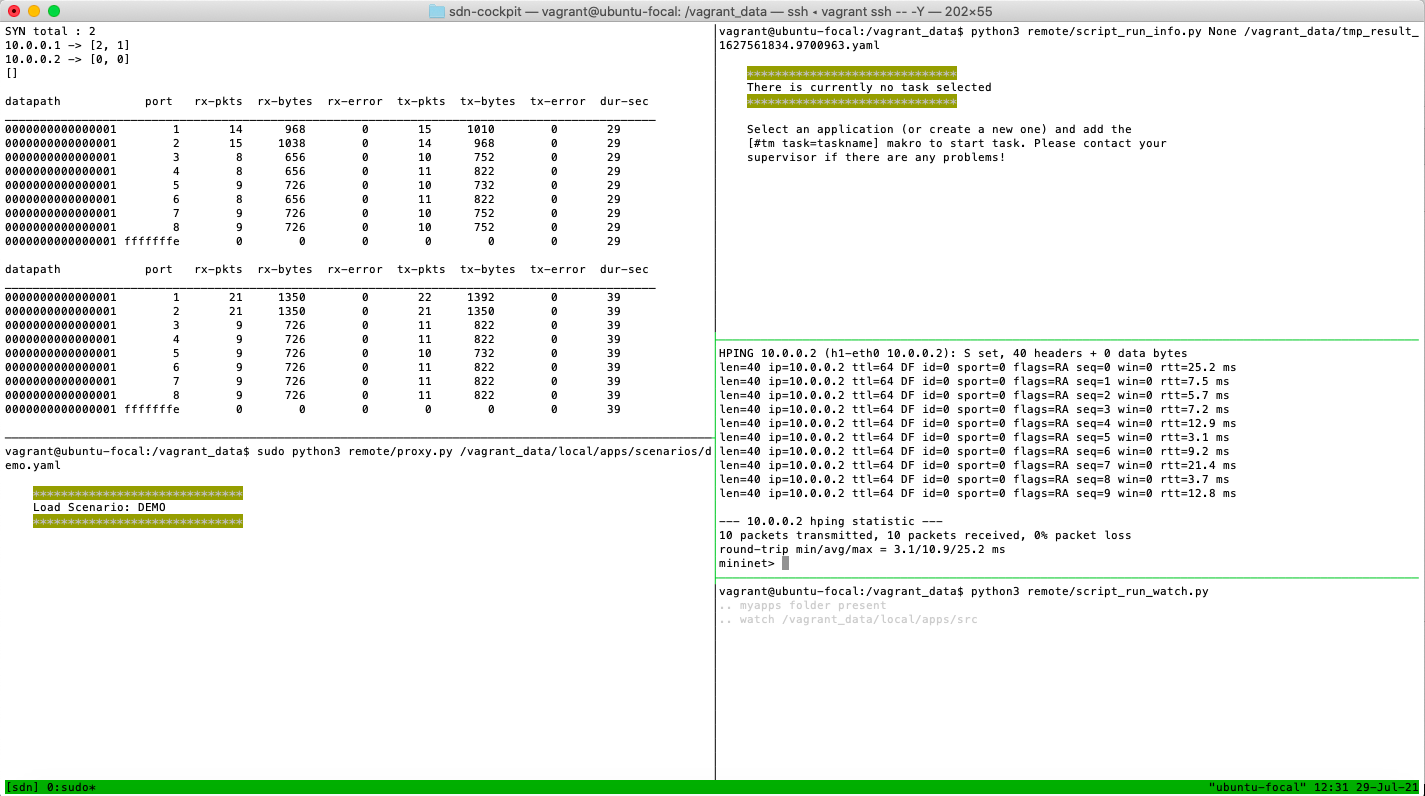 sdn-cockpit — vagrant@ubuntu-focal: /vagrant_data — ssh ◂ vagrant ssh -- -Y — 202×55
SYN total : 2
10.0.0.1 -> [2, 1]
10.0.0.2 -> [0, 0]
[]
datapath port rx-pkts rx-bytes rx-error tx-pkts tx-bytes tx-error dur-sec
0000000000000001 1 14 968 0 15 1010 0 29
0000000000000001 2 15 1038 0 14 968 0 29
0000000000000001 3 8 656 0 10 752 0 29
0000000000000001 4 8 656 0 11 822 0 29
0000000000000001 5 9 726 0 10 732 0 29
0000000000000001 6 8 656 0 11 822 0 29
0000000000000001 7 9 726 0 10 752 0 29
0000000000000001 8 9 726 0 10 752 0 29
0000000000000001 fffffffe 0 0 0 0 0 0 29
datapath port rx-pkts rx-bytes rx-error tx-pkts tx-bytes tx-error dur-sec
0000000000000001 1 21 1350 0 22 1392 0 39
0000000000000001 2 21 1350 0 21 1350 0 39
0000000000000001 3 9 726 0 11 822 0 39
0000000000000001 4 9 726 0 11 822 0 39
0000000000000001 5 9 726 0 10 732 0 39
0000000000000001 6 9 726 0 11 822 0 39
0000000000000001 7 9 726 0 11 822 0 39
0000000000000001 8 9 726 0 11 822 0 39
0000000000000001 fffffffe 0 0 0 0 0 0 39
vagrant@ubuntu-focal:/vagrant_data$ sudo python3 remote/proxy.py /vagrant_data/local/apps/scenarios/d
emo.yaml
******************************
Load Scenario: DEMO
******************************
vagrant@ubuntu-focal:/vagrant_data$ python3 remote/script_run_info.py None /vagrant_data/tmp_result_
1627561834.9700963.yaml
******************************
There is currently no task selected
******************************
Select an application (or create a new one) and add the
[#tm task=taskname] makro to start task. Please contact your
supervisor if there are any problems!
HPING 10.0.0.2 (h1-eth0 10.0.0.2): S set, 40 headers + 0 data bytes
len=40 ip=10.0.0.2 ttl=64 DF id=0 sport=0 flags=RA seq=0 win=0 rtt=25.2 ms
len=40 ip=10.0.0.2 ttl=64 DF id=0 sport=0 flags=RA seq=1 win=0 rtt=7.5 ms
len=40 ip=10.0.0.2 ttl=64 DF id=0 sport=0 flags=RA seq=2 win=0 rtt=5.7 ms
len=40 ip=10.0.0.2 ttl=64 DF id=0 sport=0 flags=RA seq=3 win=0 rtt=7.2 ms
len=40 ip=10.0.0.2 ttl=64 DF id=0 sport=0 flags=RA seq=4 win=0 rtt=12.9 ms
len=40 ip=10.0.0.2 ttl=64 DF id=0 sport=0 flags=RA seq=5 win=0 rtt=3.1 ms
len=40 ip=10.0.0.2 ttl=64 DF id=0 sport=0 flags=RA seq=6 win=0 rtt=9.2 ms
len=40 ip=10.0.0.2 ttl=64 DF id=0 sport=0 flags=RA seq=7 win=0 rtt=21.4 ms
len=40 ip=10.0.0.2 ttl=64 DF id=0 sport=0 flags=RA seq=8 win=0 rtt=3.7 ms
len=40 ip=10.0.0.2 ttl=64 DF id=0 sport=0 flags=RA seq=9 win=0 rtt=12.8 ms
--- 10.0.0.2 hping statistic ---
10 packets transmitted, 10 packets received, 0% packet loss
round-trip min/avg/max = 3.1/10.9/25.2 ms
mininet>
vagrant@ubuntu-focal:/vagrant_data$ python3 remote/script_run_watch.py
.. myapps folder present
.. watch /vagrant_data/local/apps/src
[sdn] 0:sudo* "ubuntu-focal" 12:31 29-Jul-21